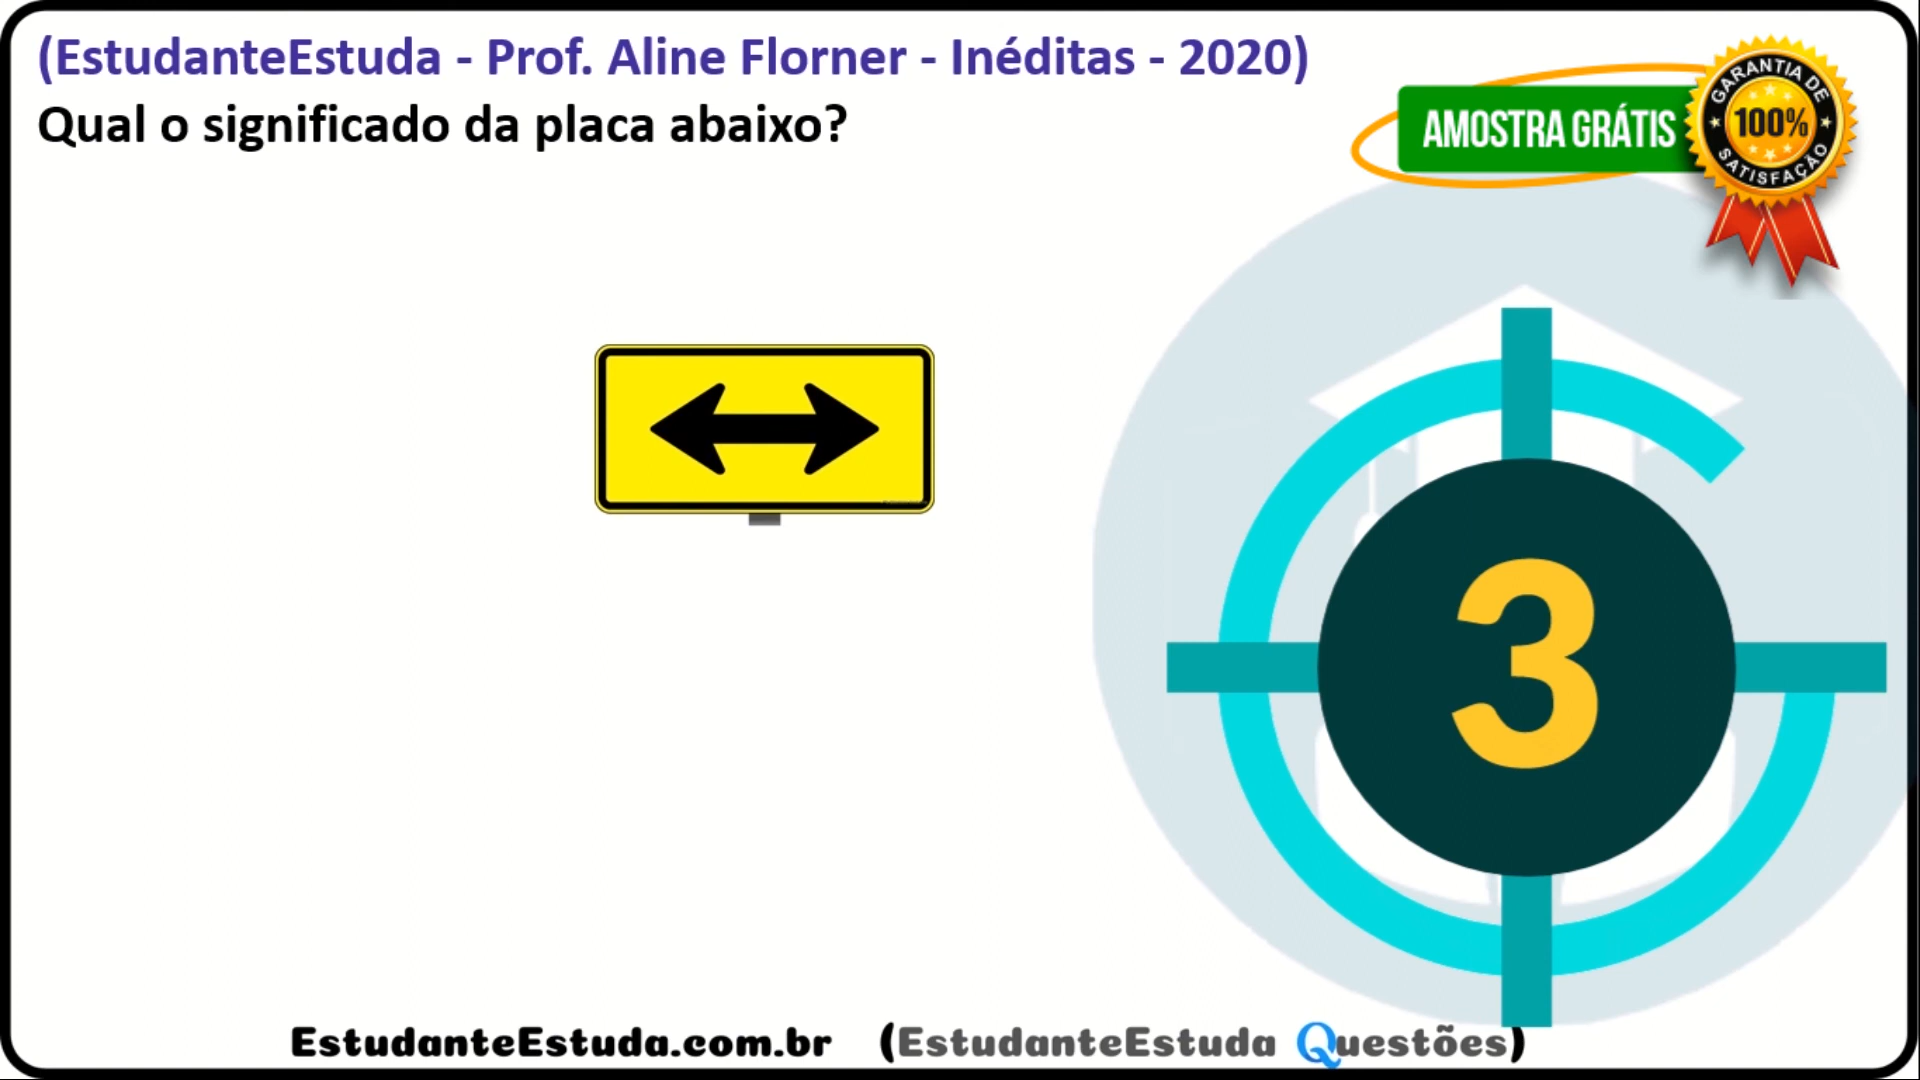 (EstudanteEstuda - Prof. Aline Florner - Inéditas - 2020)
Qual o significado da placa abaixo?
AMOSTRA GRÁTIS
GARANTIA DE
100%
SATISFAÇÃO
3
EstudanteEstuda.com.br (EstudanteEstuda Questões)